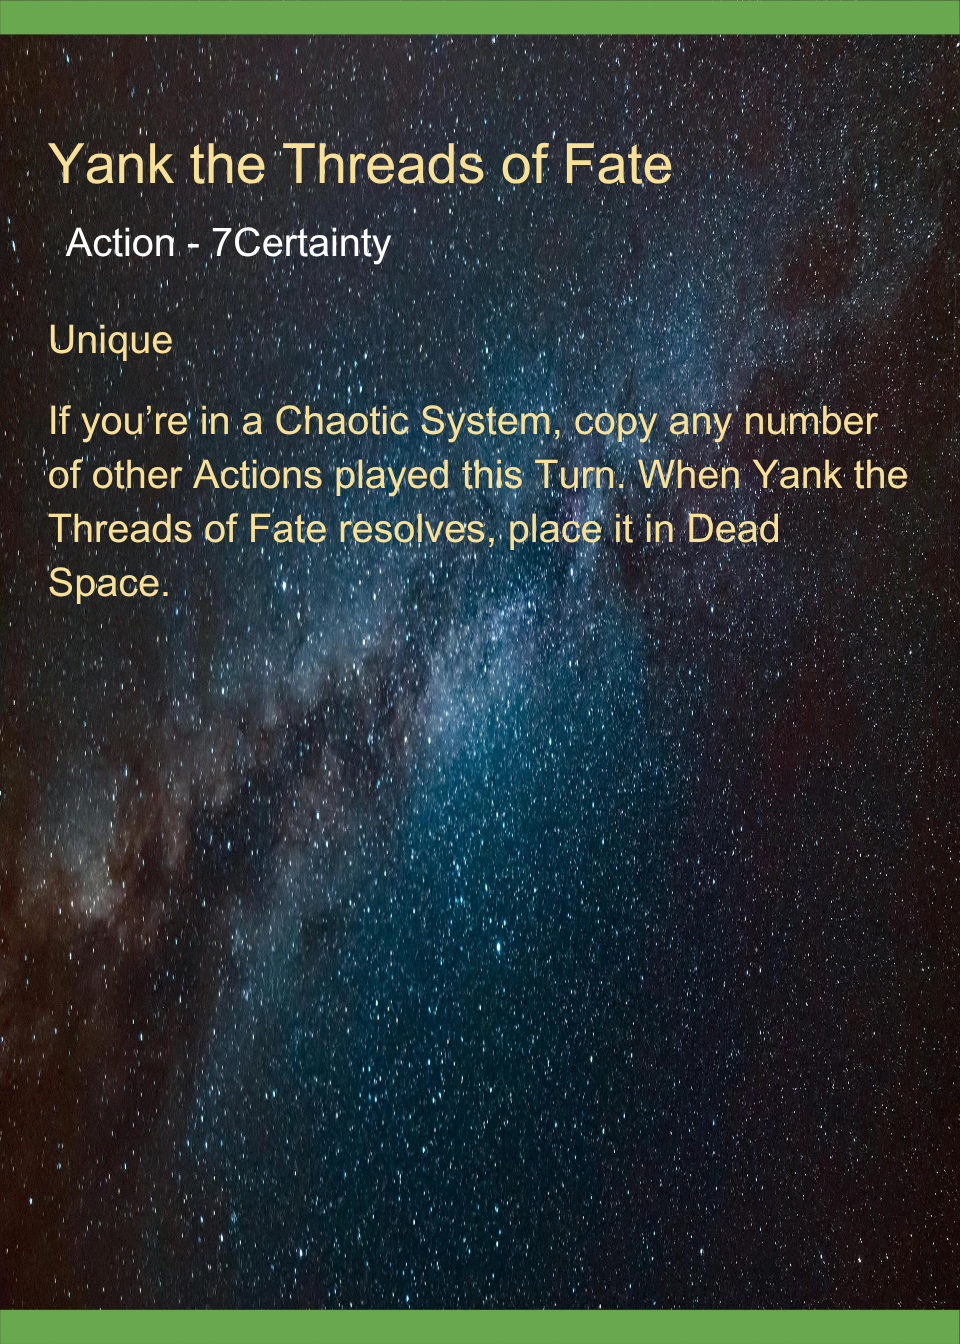 Yank the Threads of Fate
Action - 7Certainty
Unique
If you’re in a Chaotic System, copy any number
of other Actions played this Turn. When Yank the
Threads of Fate resolves, place it in Dead
Space.